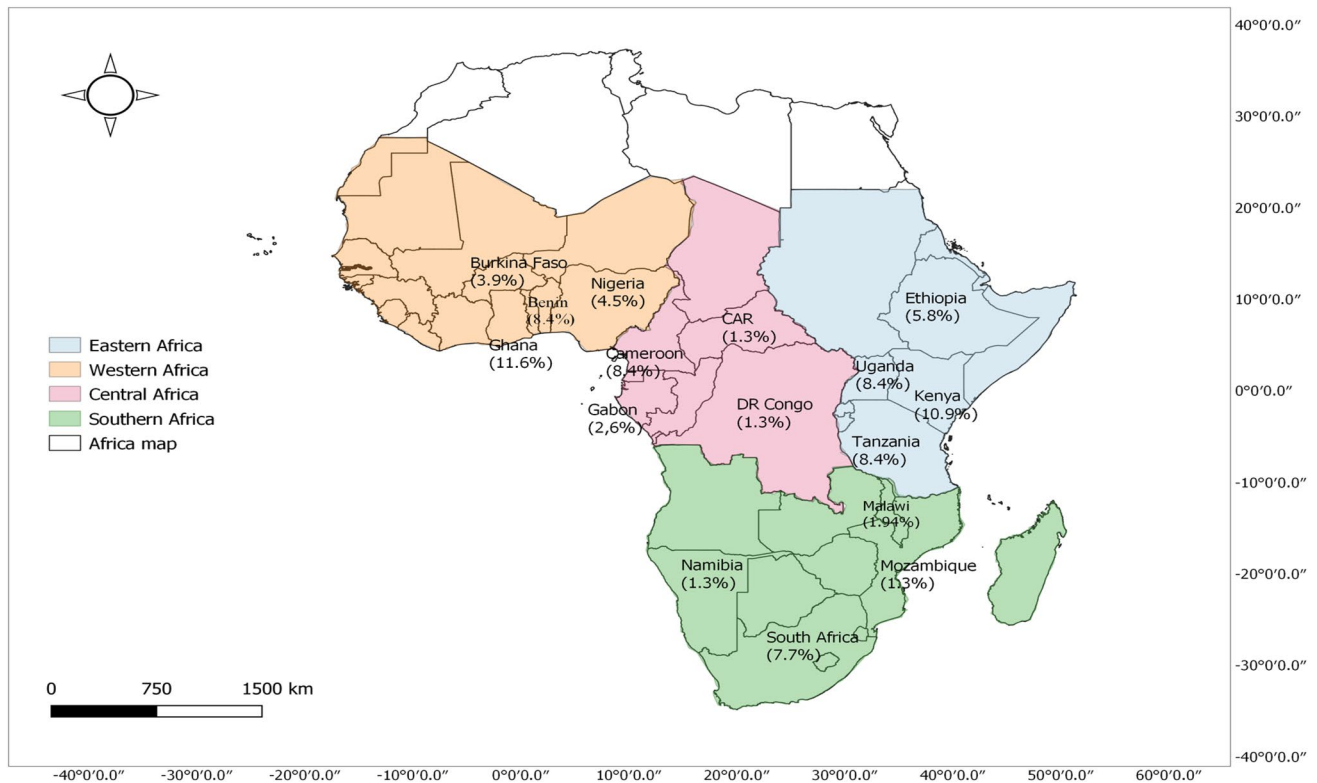 40°0′0.0″
30°0′0.0″
20°0′0.0″
10°0′0.0″
0°0′0.0″
-10°0′0.0″
-20°0′0.0″
-30°0′0.0″
-40°0′0.0″
Burkina Faso
(3.9%)
Nigeria
(4.5%)
Benin
(8.4%)
Ghana
(11.6%)
Ethiopia
(5.8%)
CAR
(1.3%)
Cameroon
(8.4%)
Uganda
(8.4%)
Kenya
(10.9%)
Gabon
(2,6%)
DR Congo
(1.3%)
Tanzania
(8.4%)
Malawi
(1.94%)
Namibia
(1.3%)
Mozambique
(1.3%)
South Africa
(7.7%)
Eastern Africa
Western Africa
Central Africa
Southern Africa
Africa map
0 750 1500 km
-40°0′0.0″ -30°0′0.0″ -20°0′0.0″ -10°0′0.0″ 0°0′0.0″ 10°0′0.0″ 20°0′0.0″ 30°0′0.0″ 40°0′0.0″ 50°0′0.0″ 60°0′0.0″